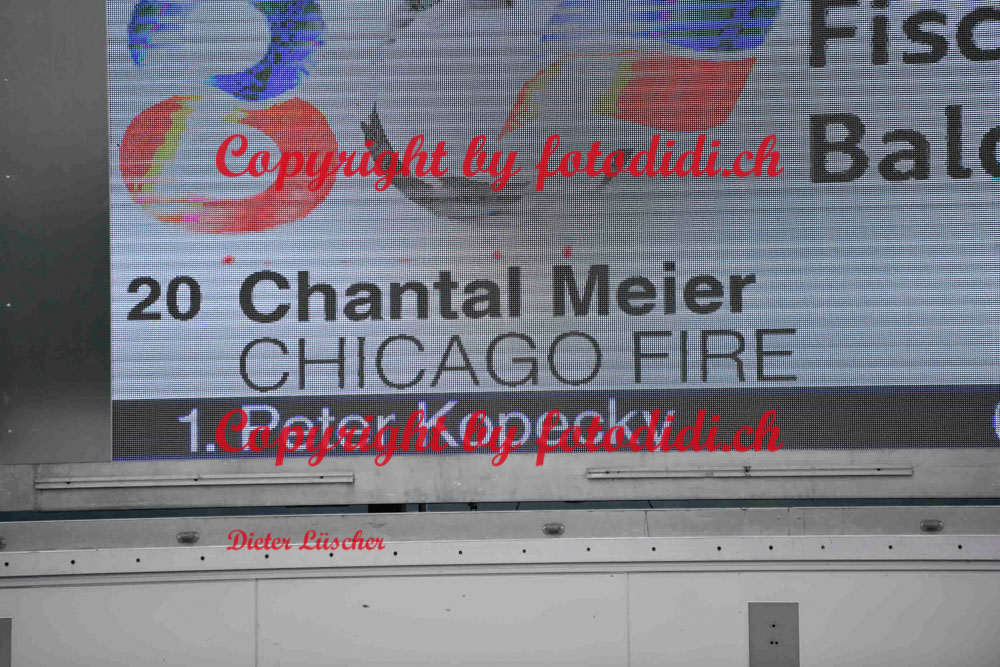 Fisc
Bald
Copyright by fotodidi.ch
20 Chantal Meier
CHICAGO FIRE
1. Peter Kopecky
Copyright by fotodidi.ch
Dieter Lüscher